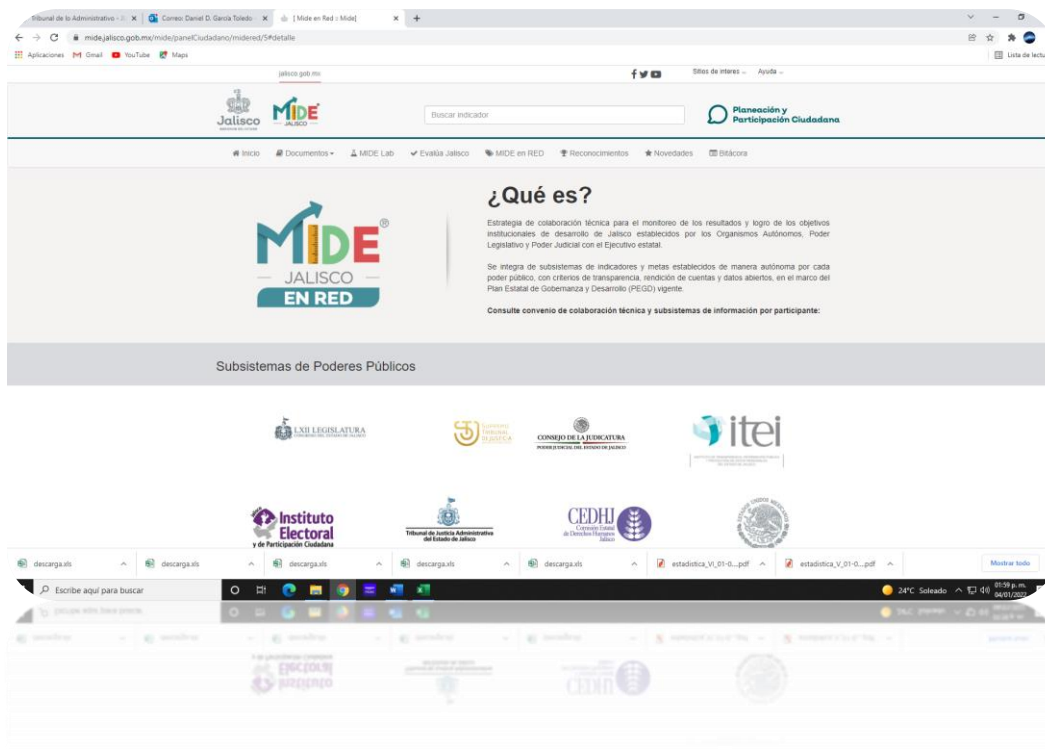 Tribunal de lo Administrativo - S
Correo: Daniel D. García Toledo
[ Mide en Red :: Mide]
mide.jalisco.gob.mx/mide/panelCiudadano/midered/5#detalle
Aplicaciones
Gmail
YouTube
Maps
Lista de lectu
jalisco.gob.mx
Sitios de interes
Ayuda
Jalisco
MIDE
JALISCO
Buscar indicador
Planeación y
Participación Ciudadana
Inicio
Documentos
MIDE Lab
Evalúa Jalisco
MIDE en RED
Reconocimientos
Novedades
Bitácora
MIDE®
JALISCO
EN RED
¿Qué es?
Estrategia de colaboración técnica para el monitoreo de los resultados y logro de los objetivos
institucionales de desarrollo de Jalisco establecidos por los Organismos Autónomos, Poder
Legislativo y Poder Judicial con el Ejecutivo estatal.
Se integra de subsistemas de indicadores y metas establecidos de manera autónoma por cada
poder público, con criterios de transparencia, rendición de cuentas y datos abiertos, en el marco del
Plan Estatal de Gobernanza y Desarrollo (PEGD) vigente.
Consulte convenio de colaboración técnica y subsistemas de información por participante:
Subsistemas de Poderes Públicos
LXII LEGISLATURA
CONGRESO DEL ESTADO DE JALISCO
SUPREMO
TRIBUNAL
DE JUSTICIA
CONSEJO DE LA JUDICATURA
PODER JUDICIAL DEL ESTADO DE JALISCO
itei
Instituto
Electoral
y de Participación Ciudadana
Tribunal de Justicia Administrativa
del Estado de Jalisco
CEDHJ
Comisión Estatal
de Derechos Humanos
Jalisco
descarga.xls
descarga.xls
descarga.xls
descarga.xls
descarga.xls
estadistica_VI_01-0....pdf
estadistica_V_01-0....pdf
Mostrar todo
Escribe aquí para buscar
24°C Soleado
01:59 p. m.
04/01/2022